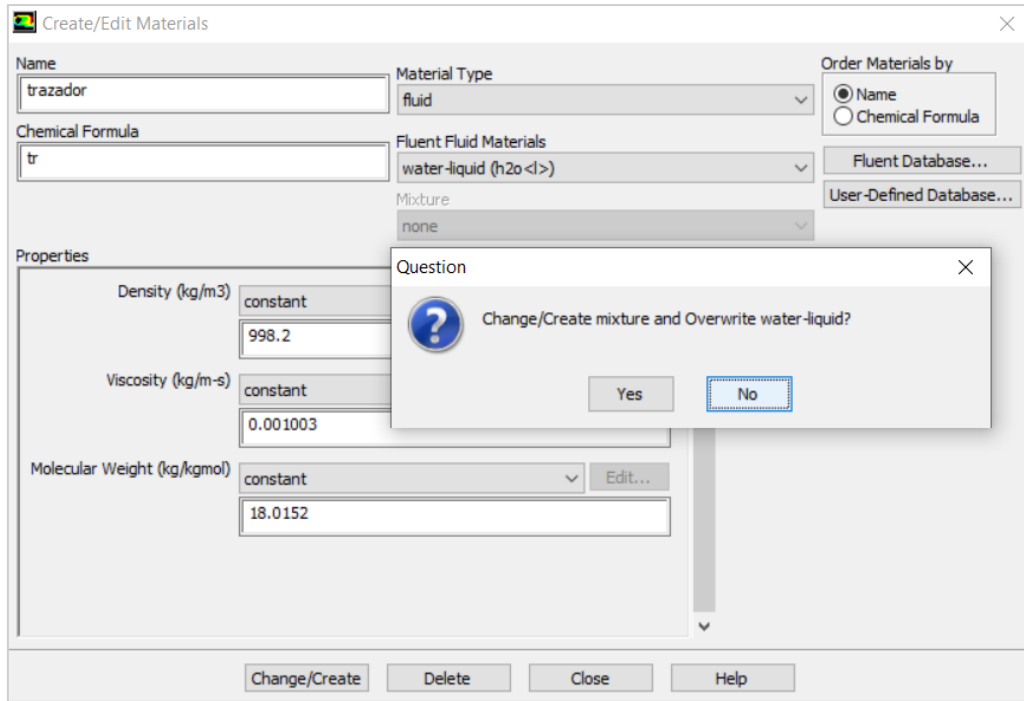 Create/Edit Materials
Name
trazador
Chemical Formula
tr
Material Type
fluid
Fluent Fluid Materials
water-liquid (h2o<l>)
Mixture
none
Order Materials by
Name
Chemical Formula
Fluent Database...
User-Defined Database...
Properties
Density (kg/m3)
constant
998.2
Viscosity (kg/m-s)
constant
0.001003
Molecular Weight (kg/kgmol)
constant
Edit...
18.0152
Question
Change/Create mixture and Overwrite water-liquid?
Yes
No
Change/Create
Delete
Close
Help